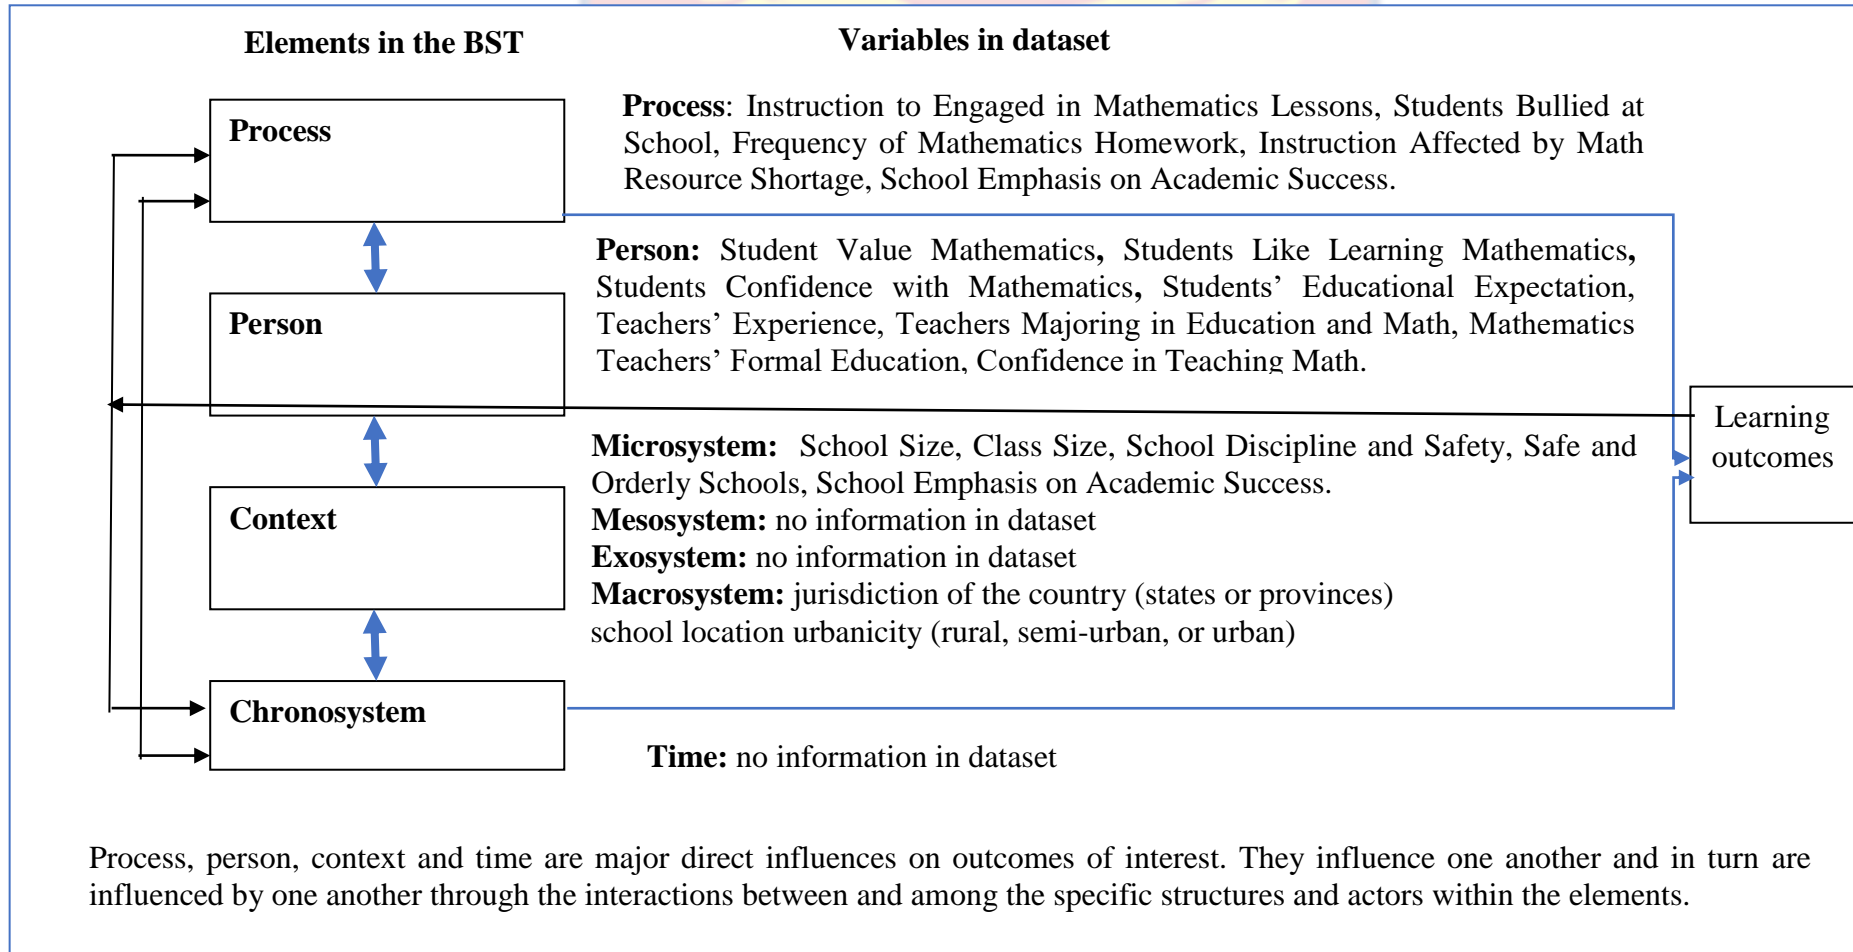 Elements in the BST
Variables in dataset
Process
Process: Instruction to Engaged in Mathematics Lessons, Students Bullied at
School, Frequency of Mathematics Homework, Instruction Affected by Math
Resource Shortage, School Emphasis on Academic Success.
Person
Person: Student Value Mathematics, Students Like Learning Mathematics,
Students Confidence with Mathematics, Students’ Educational Expectation,
Teachers’ Experience, Teachers Majoring in Education and Math, Mathematics
Teachers’ Formal Education, Confidence in Teaching Math.
Learning
outcomes
Context
Microsystem: School Size, Class Size, School Discipline and Safety, Safe and
Orderly Schools, School Emphasis on Academic Success.
Mesosystem: no information in dataset
Exosystem: no information in dataset
Macrosystem: jurisdiction of the country (states or provinces)
school location urbanicity (rural, semi-urban, or urban)
Chronosystem
Time: no information in dataset
Process, person, context and time are major direct influences on outcomes of interest. They influence one another and in turn are
influenced by one another through the interactions between and among the specific structures and actors within the elements.